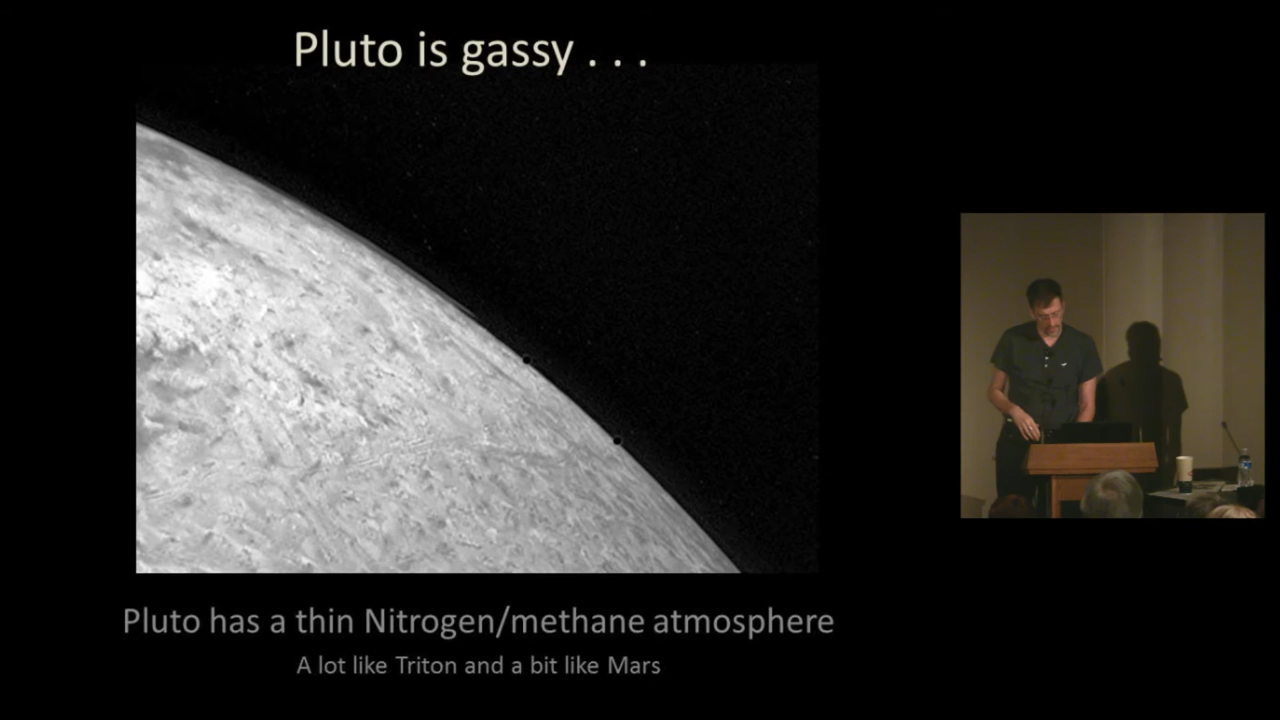 Pluto is gassy . . .
Pluto has a thin Nitrogen/methane atmosphere
A lot like Triton and a bit like Mars